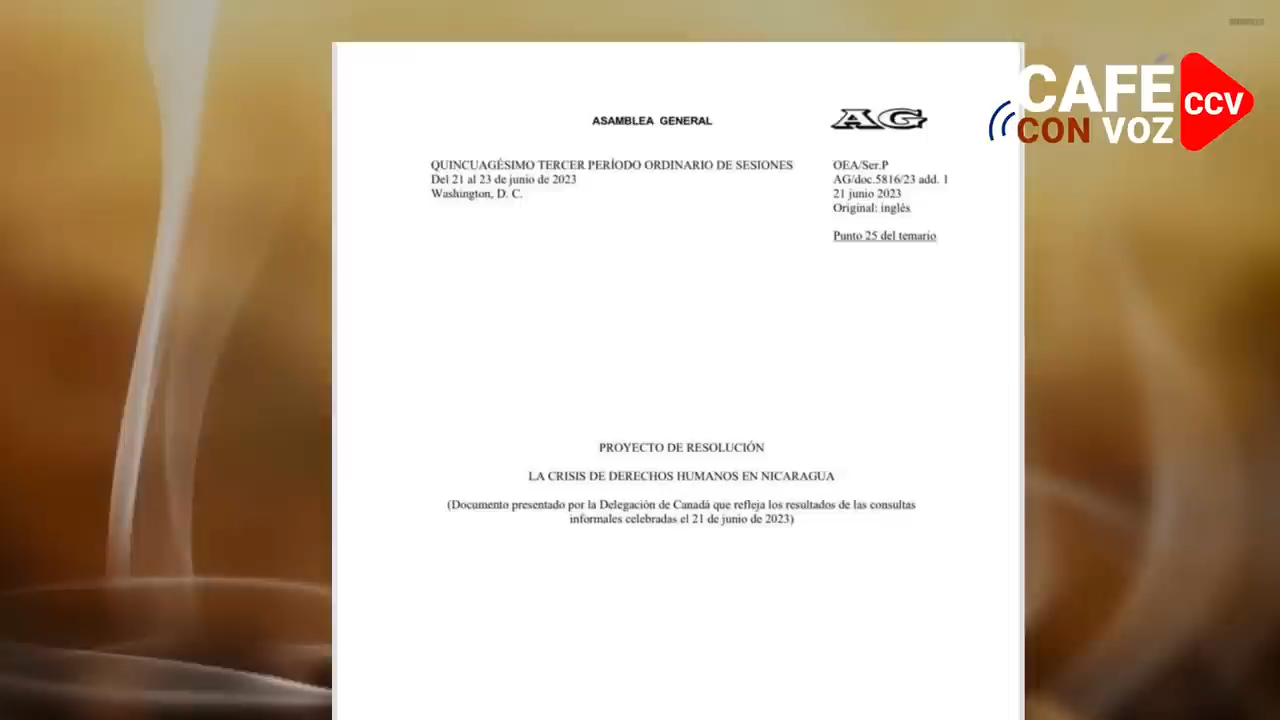 CAFÉ
CON VOZ
CCV
ASAMBLEA GENERAL
AG
QUINCUAGÉSIMO TERCER PERÍODO ORDINARIO DE SESIONES
Del 21 al 23 de junio de 2023
Washington, D. C.
OEA/Ser.P
AG/doc.5816/23 add. 1
21 junio 2023
Original: inglés
Punto 25 del temario
PROYECTO DE RESOLUCIÓN
LA CRISIS DE DERECHOS HUMANOS EN NICARAGUA
(Documento presentado por la Delegación de Canadá que refleja los resultados de las consultas
informales celebradas el 21 de junio de 2023)